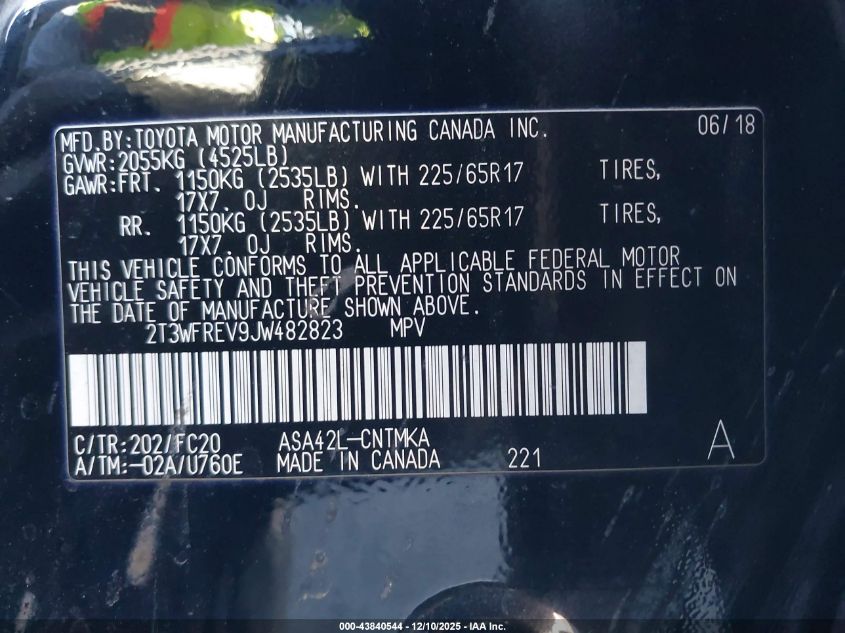 MFD.BY:TOYOTA MOTOR MANUFACTURING CANADA INC. 06/18
GVWR:2055KG (4525LB)
GAWR:FRT. 1150KG (2535LB) WITH 225/65R17 TIRES,
17X7.0J RIMS.
RR. 1150KG (2535LB) WITH 225/65R17 TIRES,
17X7.0J RIMS.
THIS VEHICLE CONFORMS TO ALL APPLICABLE FEDERAL MOTOR
VEHICLE SAFETY AND THEFT PREVENTION STANDARDS IN EFFECT ON
THE DATE OF MANUFACTURE SHOWN ABOVE.
2T3WFREV9JW482823 MPV
C/TR:202/FC20 ASA42L-CNTMKA
A/TM:-02A/U760E MADE IN CANADA 221 A
000-43840544 - 12/10/2025 - IAA Inc.